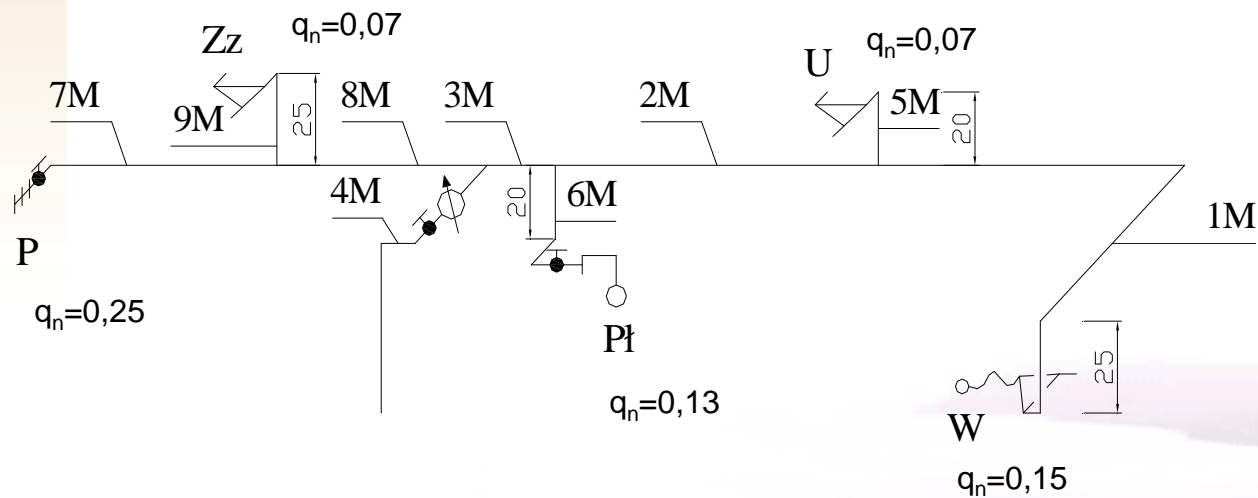 Zz
qn=0,07
U
qn=0,07
7M
9M
25
8M
3M
2M
5M
20
4M
20
6M
1M
P
qn=0,25
Pł
qn=0,13
25
W
qn=0,15